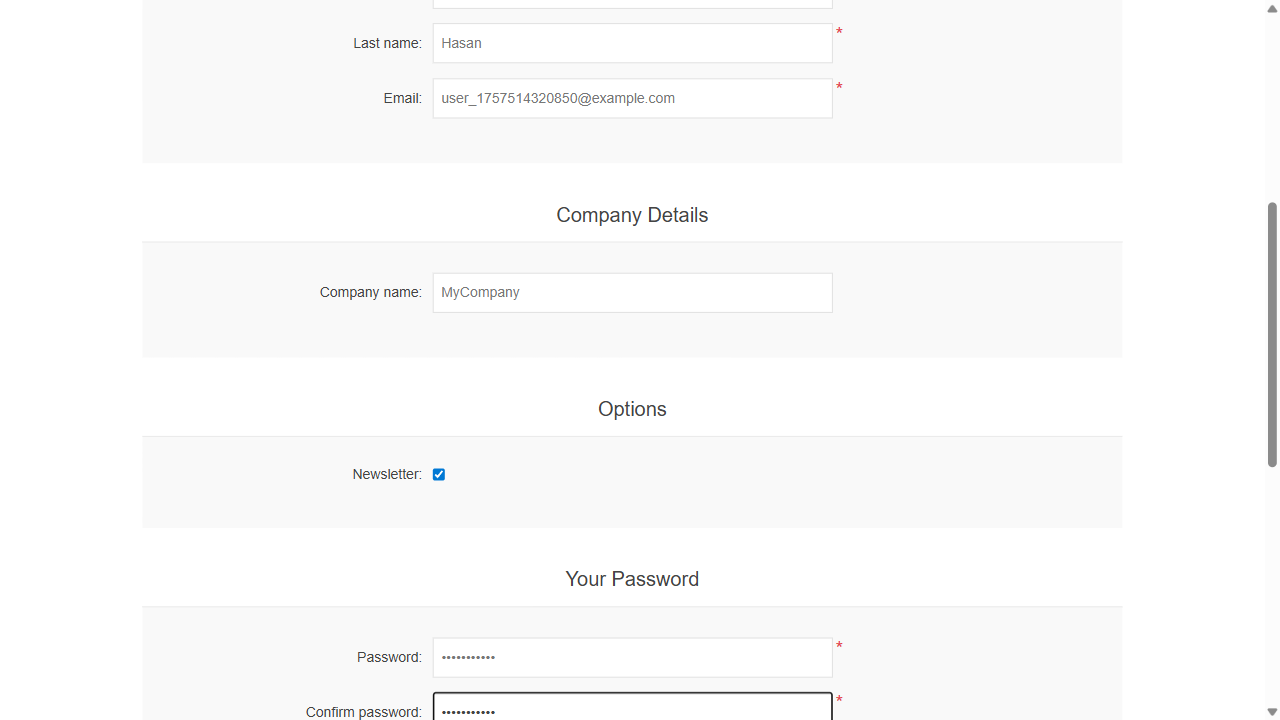 Last name: Hasan *
Email: user_1757514320850@example.com *
Company Details
Company name: MyCompany
Options
Newsletter:
Your Password
Password: ••••••••••• *
Confirm password: ••••••••••• *